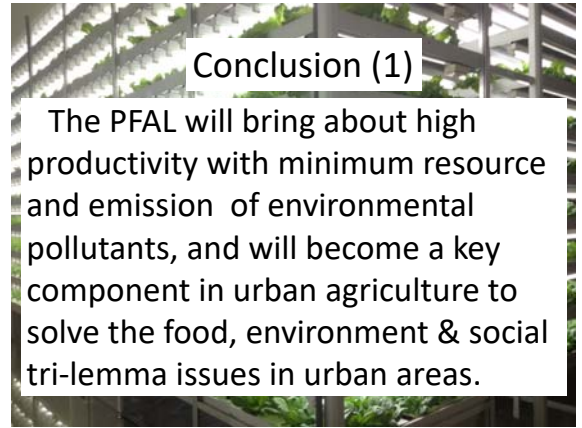 Conclusion (1)
The PFAL will bring about high
productivity with minimum resource
and emission of environmental
pollutants, and will become a key
component in urban agriculture to
solve the food, environment & social
tri-lemma issues in urban areas.